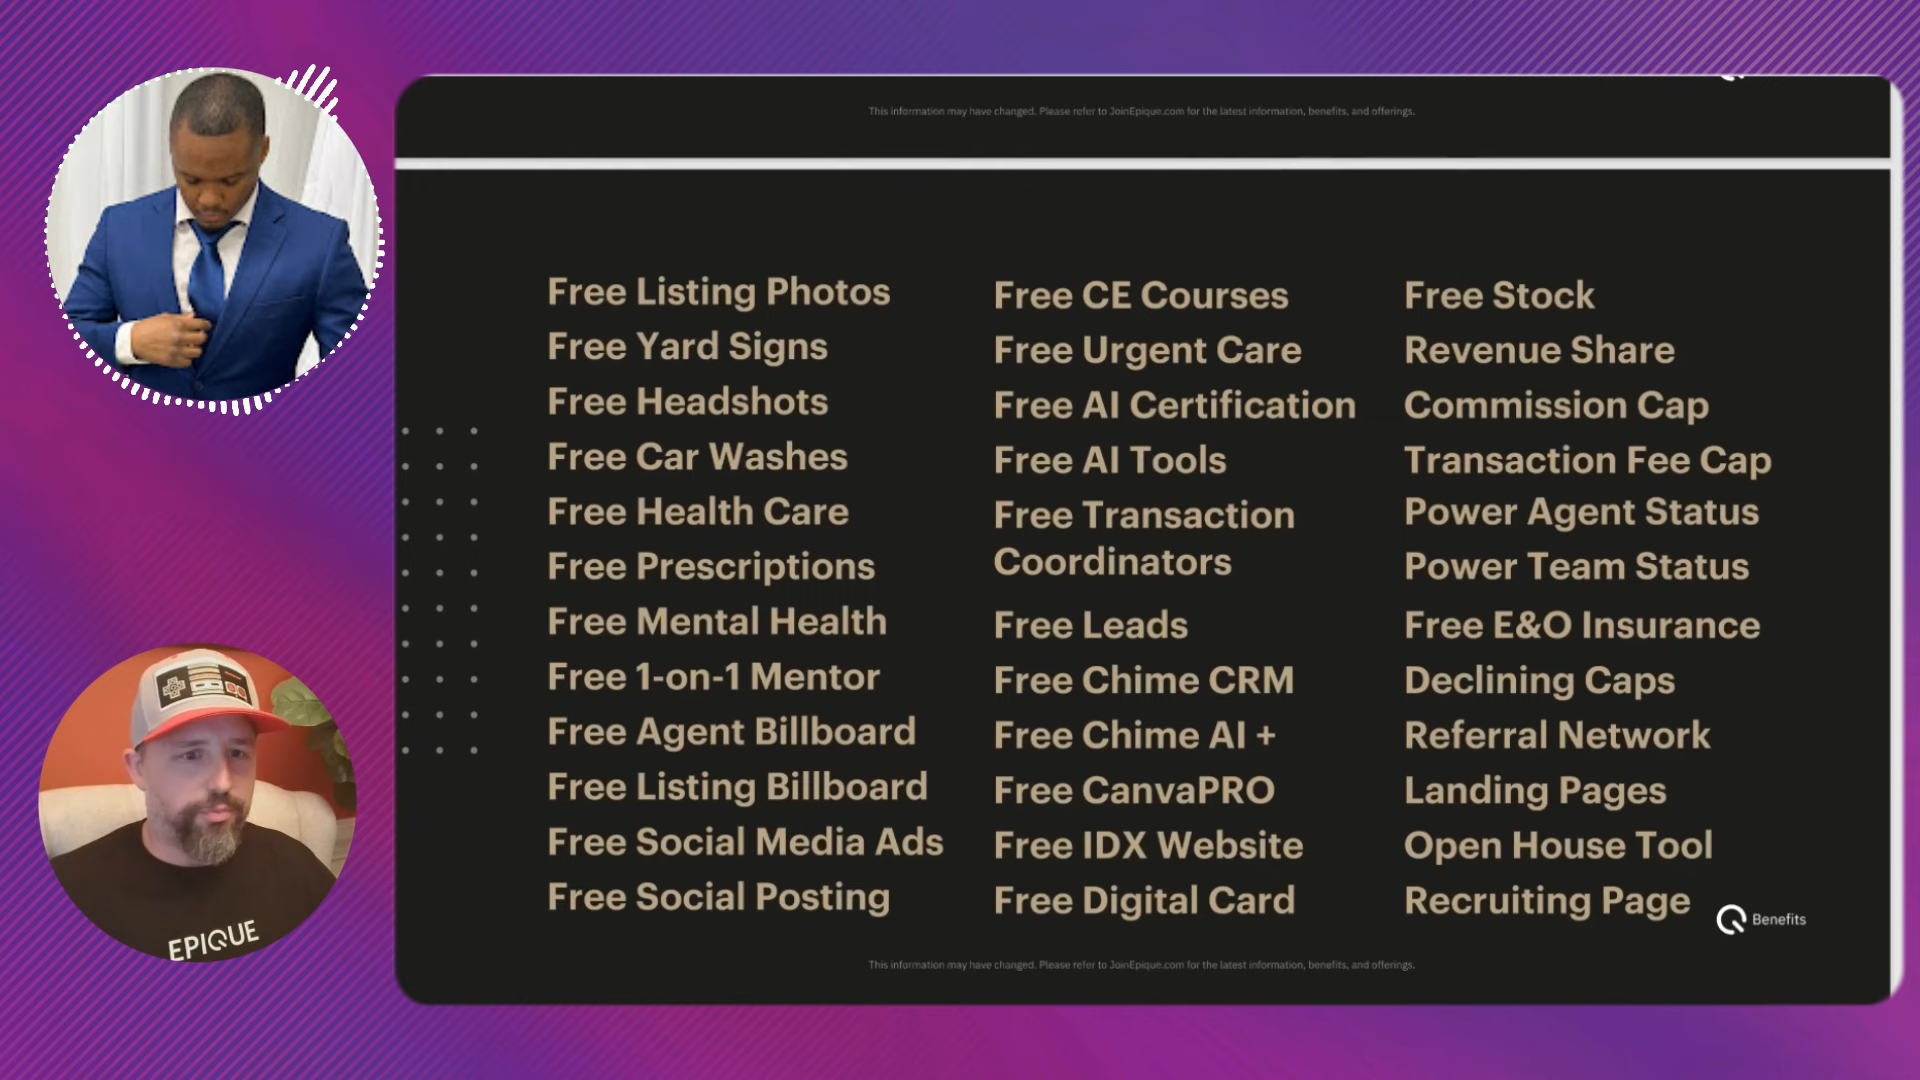 This information may have changed. Please refer to JoinEpique.com for the latest information, benefits, and offerings.
Free Listing Photos
Free Yard Signs
Free Headshots
Free Car Washes
Free Health Care
Free Prescriptions
Free Mental Health
Free 1-on-1 Mentor
Free Agent Billboard
Free Listing Billboard
Free Social Media Ads
Free Social Posting
Free CE Courses
Free Urgent Care
Free AI Certification
Free AI Tools
Free Transaction
Coordinators
Free Leads
Free Chime CRM
Free Chime AI +
Free CanvaPRO
Free IDX Website
Free Digital Card
Free Stock
Revenue Share
Commission Cap
Transaction Fee Cap
Power Agent Status
Power Team Status
Free E&O Insurance
Declining Caps
Referral Network
Landing Pages
Open House Tool
Recruiting Page
Benefits
This information may have changed. Please refer to JoinEpique.com for the latest information, benefits, and offerings.
EPIQUE